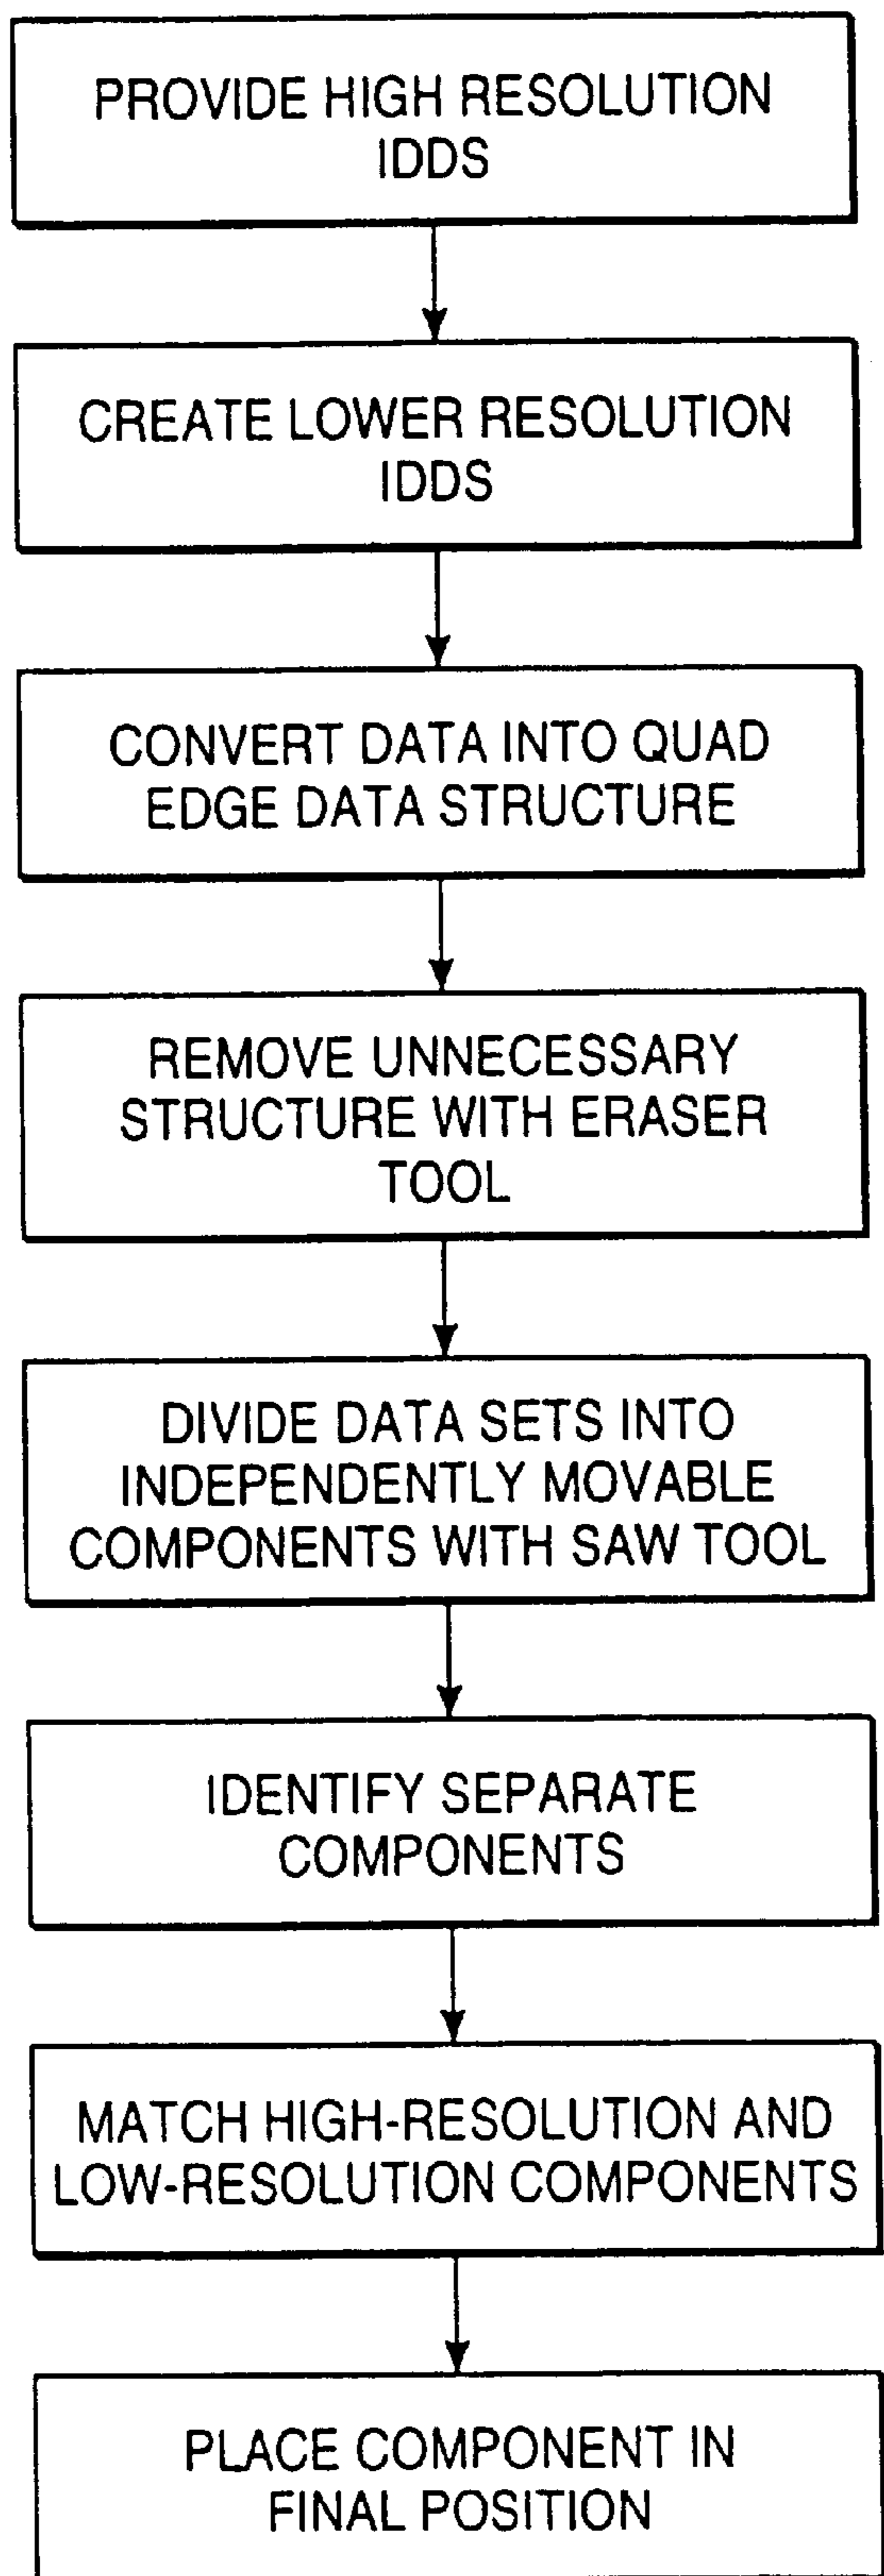 PROVIDE HIGH RESOLUTION
IDDS
CREATE LOWER RESOLUTION
IDDS
CONVERT DATA INTO QUAD
EDGE DATA STRUCTURE
REMOVE UNNECESSARY
STRUCTURE WITH ERASER
TOOL
DIVIDE DATA SETS INTO
INDEPENDENTLY MOVABLE
COMPONENTS WITH SAW TOOL
IDENTIFY SEPARATE
COMPONENTS
MATCH HIGH-RESOLUTION AND
LOW-RESOLUTION COMPONENTS
PLACE COMPONENT IN
FINAL POSITION